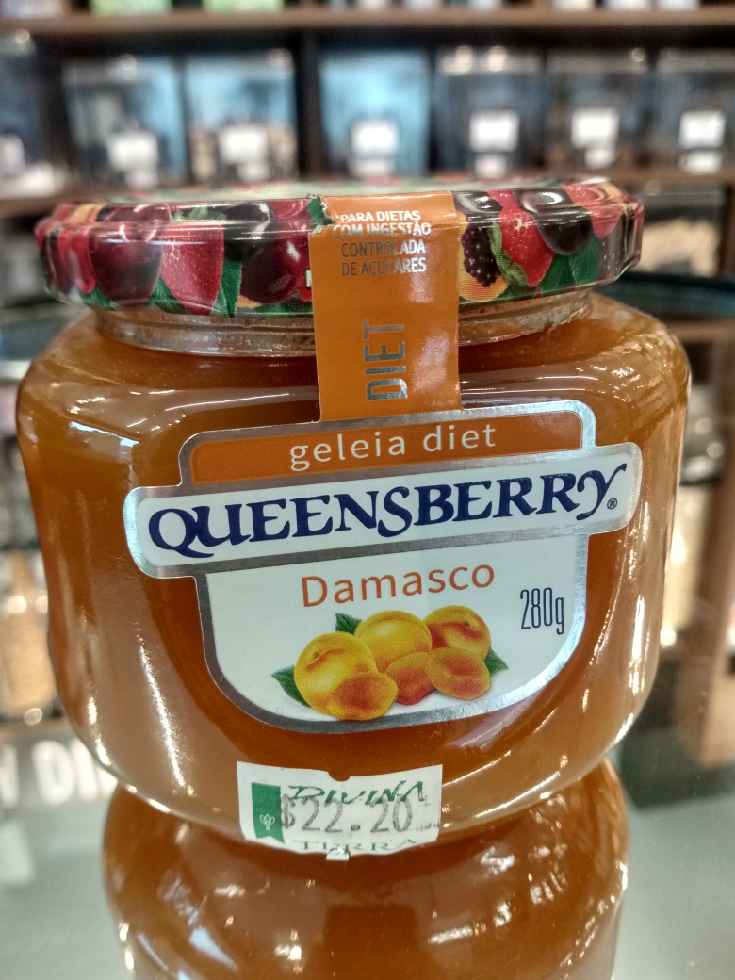 PARA DIETAS
COM INGESTÃO
CONTROLADA
DE AÇÚCARES
DIET
geleia diet
QUEENSBERRY®
Damasco
280g
DIVINA
$22.20
TERRA